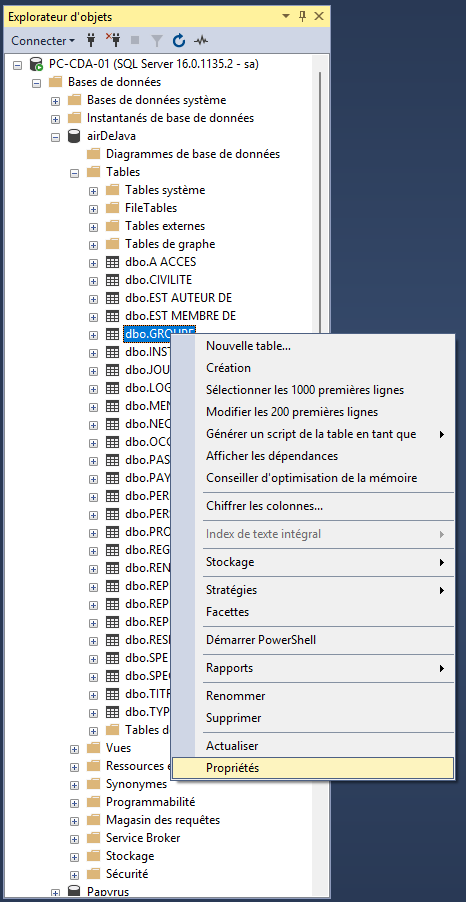 Explorateur d'objets
Connecter
PC-CDA-01 (SQL Server 16.0.1135.2 - sa)
Bases de données
Bases de données système
Instantanés de base de données
airDeJava
Diagrammes de base de données
Tables
Tables système
FileTables
Tables externes
Tables de graphe
dbo.A ACCES
dbo.CIVILITE
dbo.EST AUTEUR DE
dbo.EST MEMBRE DE
dbo.GROUPE
dbo.INST
dbo.JOU
dbo.LOG
dbo.MEN
dbo.NEC
dbo.OCC
dbo.PAS
dbo.PAY
dbo.PER
dbo.PER
dbo.PRO
dbo.REG
dbo.REN
dbo.REP
dbo.REP
dbo.REP
dbo.RESI
dbo.SPE
dbo.SPEC
dbo.TITR
dbo.TYP
Tables d
Vues
Ressources e
Synonymes
Programmabilité
Magasin des requêtes
Service Broker
Stockage
Sécurité
Papyrus
Nouvelle table...
Création
Sélectionner les 1000 premières lignes
Modifier les 200 premières lignes
Générer un script de la table en tant que
Afficher les dépendances
Conseiller d'optimisation de la mémoire
Chiffrer les colonnes...
Index de texte intégral
Stockage
Stratégies
Facettes
Démarrer PowerShell
Rapports
Renommer
Supprimer
Actualiser
Propriétés